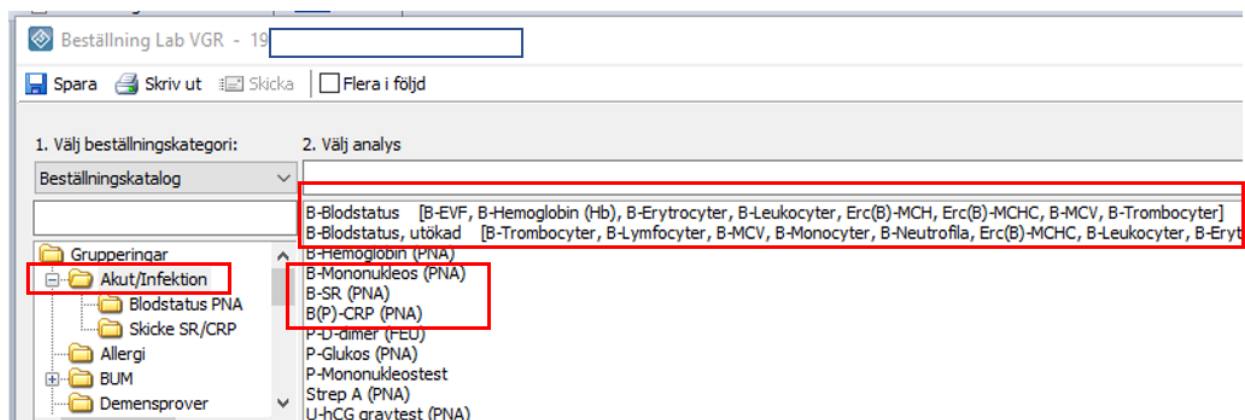 Beställning Lab VGR - 19
Spara Skriv ut Skicka Flera i följd
1. Välj beställningskategori:
Beställningskatalog
Grupperingar
Akut/Infektion
Blodstatus PNA
Skicke SR/CRP
Allergi
BUM
Demensprover
2. Välj analys
B-Blodstatus [B-EVF, B-Hemoglobin (Hb), B-Erytrocyter, B-Leukocyter, Erc(B)-MCH, Erc(B)-MCHC, B-MCV, B-Trombocyter]
B-Blodstatus, utökad [B-Trombocyter, B-Lymfocyter, B-MCV, B-Monocyter, B-Neutrofila, Erc(B)-MCHC, B-Leukocyter, B-Eryt
B-Hemoglobin (PNA)
B-Mononukleos (PNA)
B-SR (PNA)
B(P)-CRP (PNA)
P-D-dimer (FEU)
P-Glukos (PNA)
P-Mononukleostest
Strep A (PNA)
U-hCG gravtest (PNA)